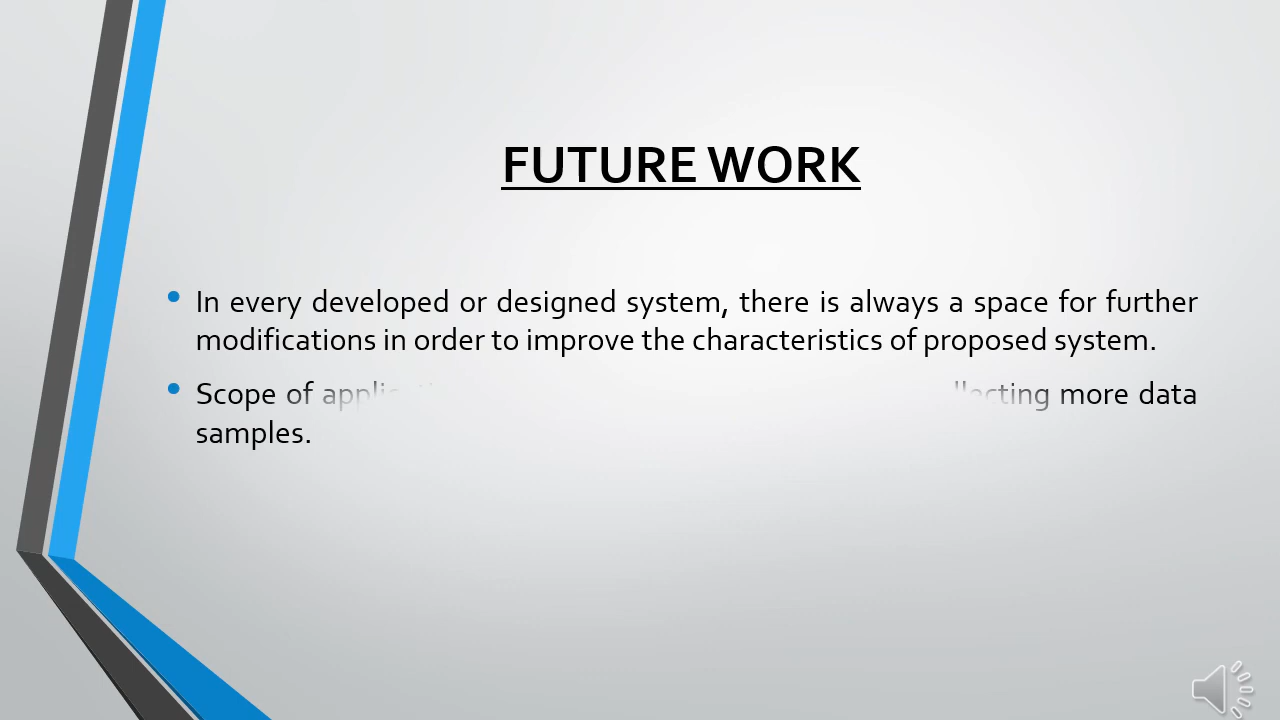 FUTURE WORK
In every developed or designed system, there is always a space for further
modifications in order to improve the characteristics of proposed system.
Scope of more data
samples.